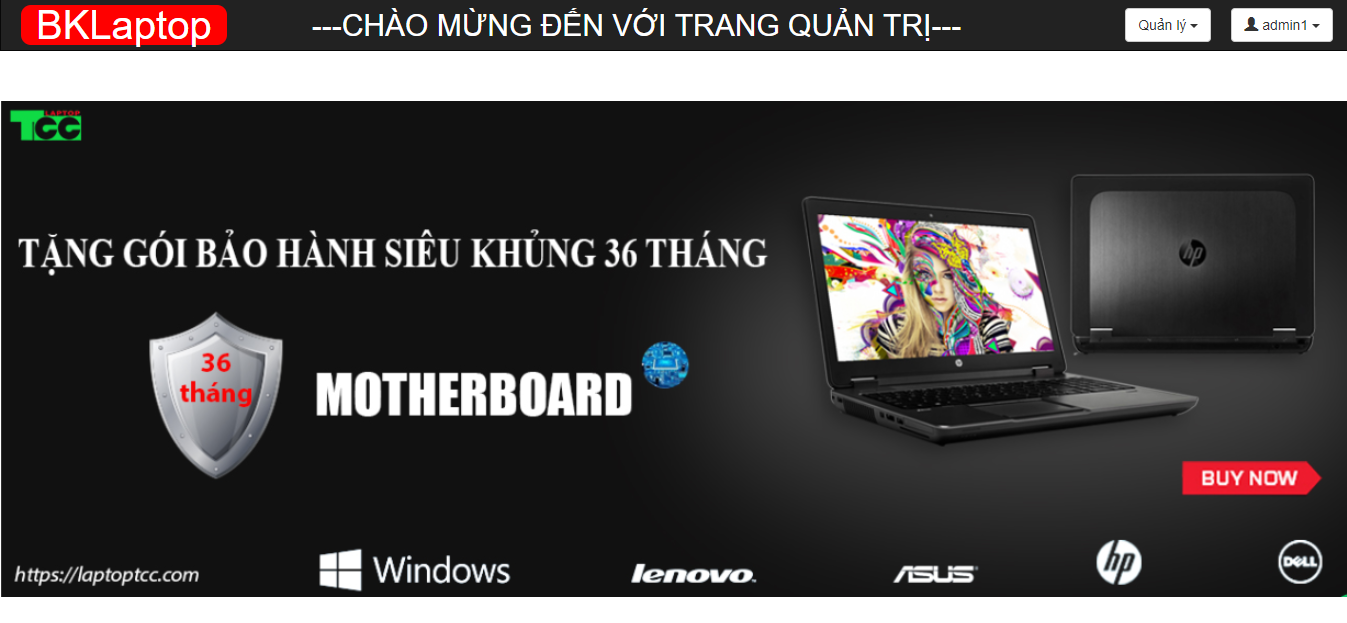 BKLaptop
---CHÀO MỪNG ĐẾN VỚI TRANG QUẢN TRỊ---
Quản lý
admin1
LAPTOP
TCC
TẶNG GÓI BẢO HÀNH SIÊU KHỦNG 36 THÁNG
hp
36
tháng
MOTHERBOARD
hp
BUY NOW
https://laptoptcc.com
Windows
lenovo
ASUS
hp
DELL